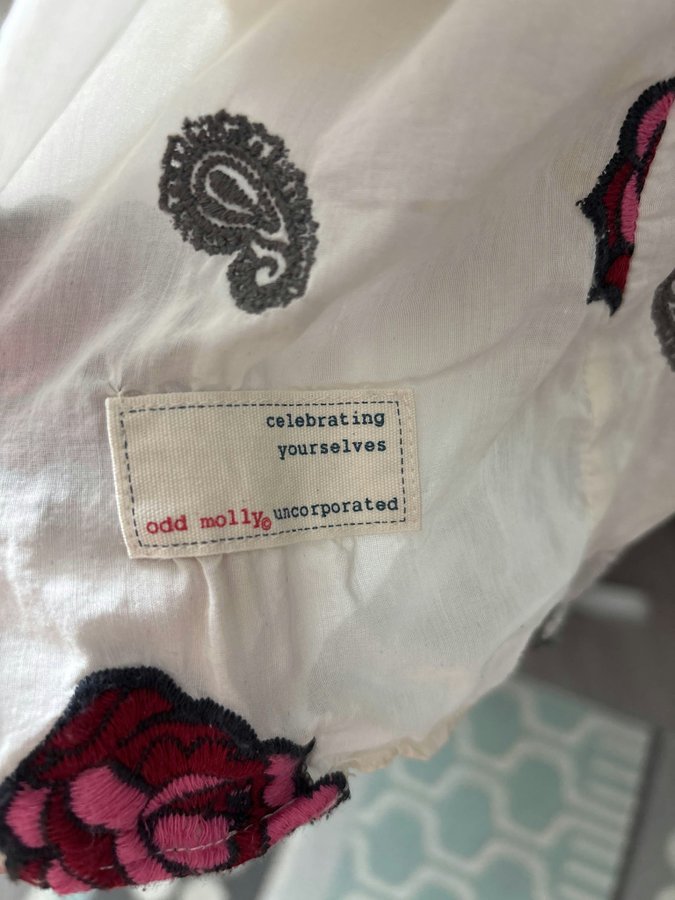 celebrating
yourselves
odd molly© uncorporated